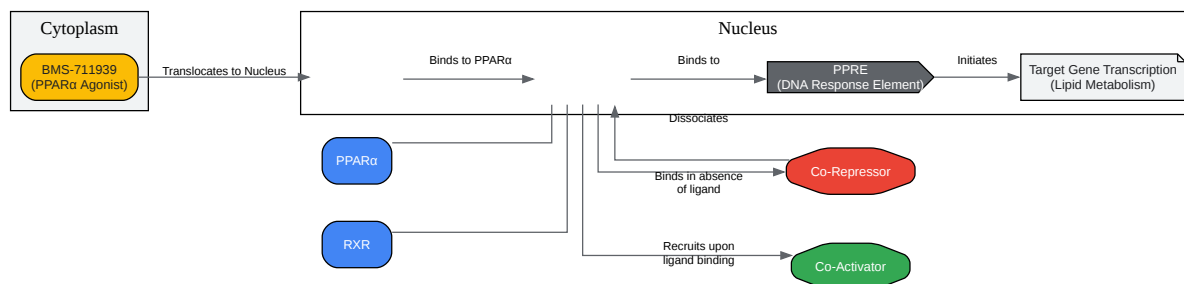 Cytoplasm
Nucleus
BMS-711939
(PPARα Agonist)
Translocates to Nucleus
Binds to PPARα
Binds to
PPRE
(DNA Response Element)
Initiates
Target Gene Transcription
(Lipid Metabolism)
Dissociates
PPARα
Co-Repressor
Binds in absence
of ligand
RXR
Recruits upon
ligand binding
Co-Activator